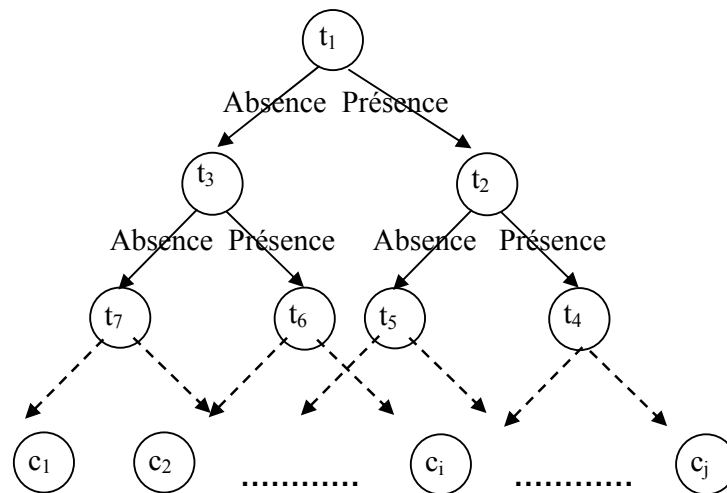 t₁
Absence Présence
t₃ t₂
Absence Présence Absence Présence
t₇ t₆ t₅ t₄
c₁ c₂ ............ cᵢ ............ cⱼ